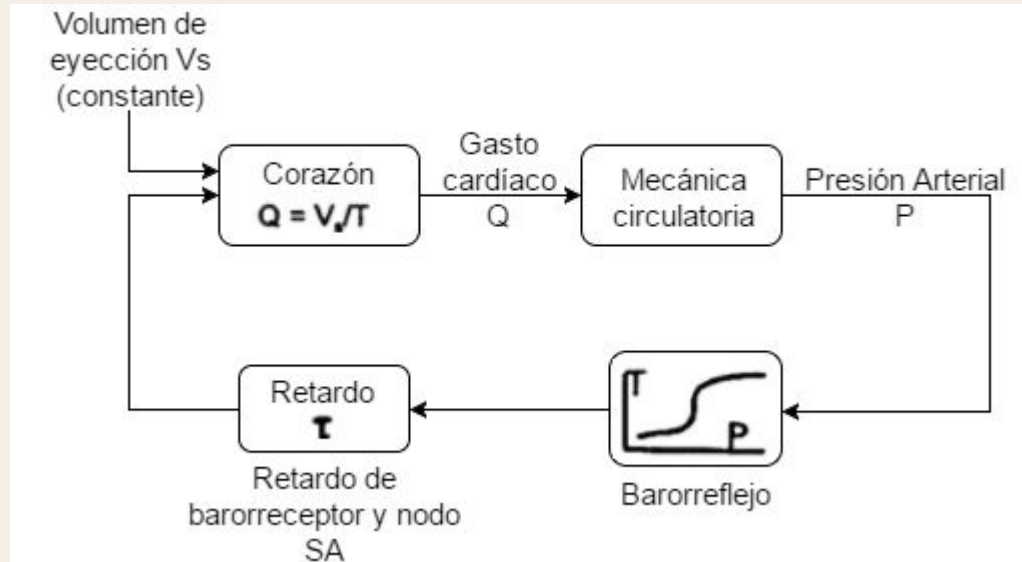 Volumen de
eyección Vs
(constante)
Corazón
Q = Vs/T
Gasto
cardíaco
Q
Mecánica
circulatoria
Presión Arterial
P
T
P
Barorreflejo
Retardo
τ
Retardo de
barorreceptor y nodo
SA